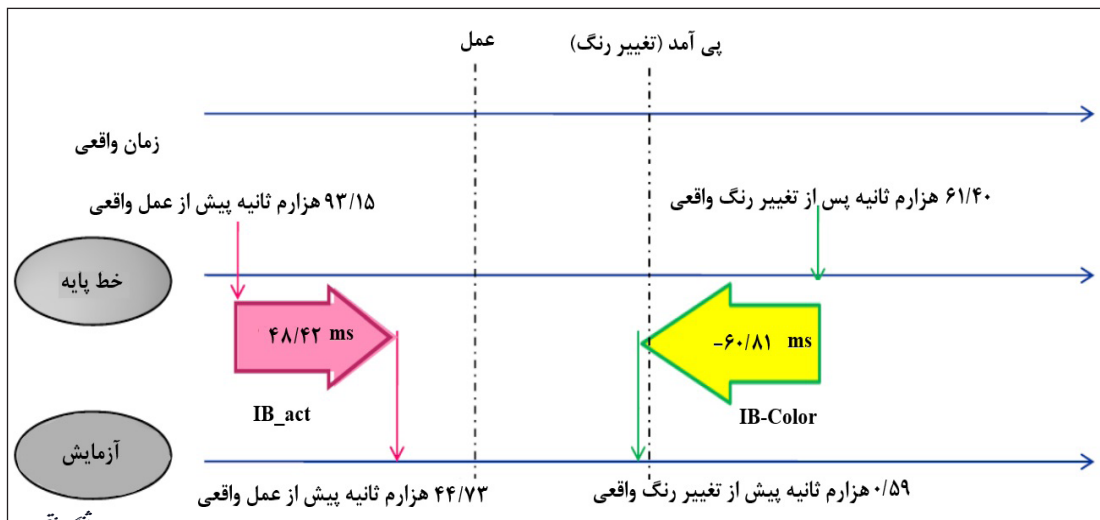 عمل
پی آمد (تغییر رنگ)
زمان واقعی
۹۳/۱۵ هزارم ثانیه پیش از عمل واقعی
۶۱/۴۰ هزارم ثانیه پس از تغییر رنگ واقعی
خط پایه
۴۸/۴۲ ms
-۶۰/۸۱ ms
IB_act
IB-Color
آزمایش
۴۴/۷۳ هزارم ثانیه پیش از عمل واقعی
۰/۵۹ هزارم ثانیه پیش از تغییر رنگ واقعی